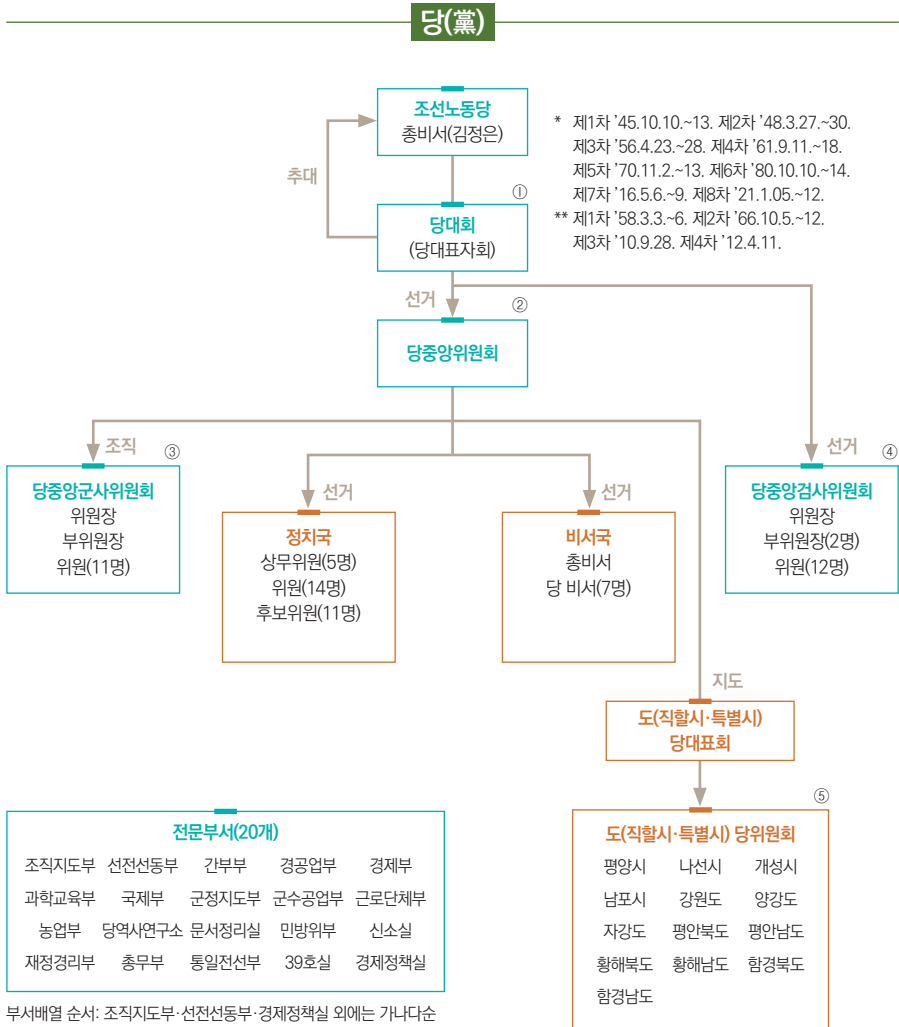 당(黨)
조선노동당
총비서(김정은)
추대
①
당대회
(당대표자회)
* 제1차 ’45.10.10.~13. 제2차 ’48.3.27.~30.
제3차 ’56.4.23.~28. 제4차 ’61.9.11.~18.
제5차 ’70.11.2.~13. 제6차 ’80.10.10.~14.
제7차 ’16.5.6.~9. 제8차 ’21.1.05.~12.
** 제1차 ’58.3.3.~6. 제2차 ’66.10.5.~12.
제3차 ’10.9.28. 제4차 ’12.4.11.
선거
②
당중앙위원회
조직
③
당중앙군사위원회
위원장
부위원장
위원(11명)
선거
정치국
상무위원(5명)
위원(14명)
후보위원(11명)
선거
비서국
총비서
당 비서(7명)
선거
④
당중앙검사위원회
위원장
부위원장(2명)
위원(12명)
지도
도(직할시·특별시)
당대표회
⑤
도(직할시·특별시) 당위원회
평양시 나선시 개성시
남포시 강원도 양강도
자강도 평안북도 평안남도
황해북도 황해남도 함경북도
함경남도
전문부서(20개)
조직지도부 선전선동부 간부부 경공업부 경제부
과학교육부 국제부 군정지도부 군수공업부 근로단체부
농업부 당역사연구소 문서정리실 민방위부 신소실
재정경리부 총무부 통일전선부 39호실 경제정책실
부서배열 순서: 조직지도부·선전선동부·경제정책실 외에는 가나다순